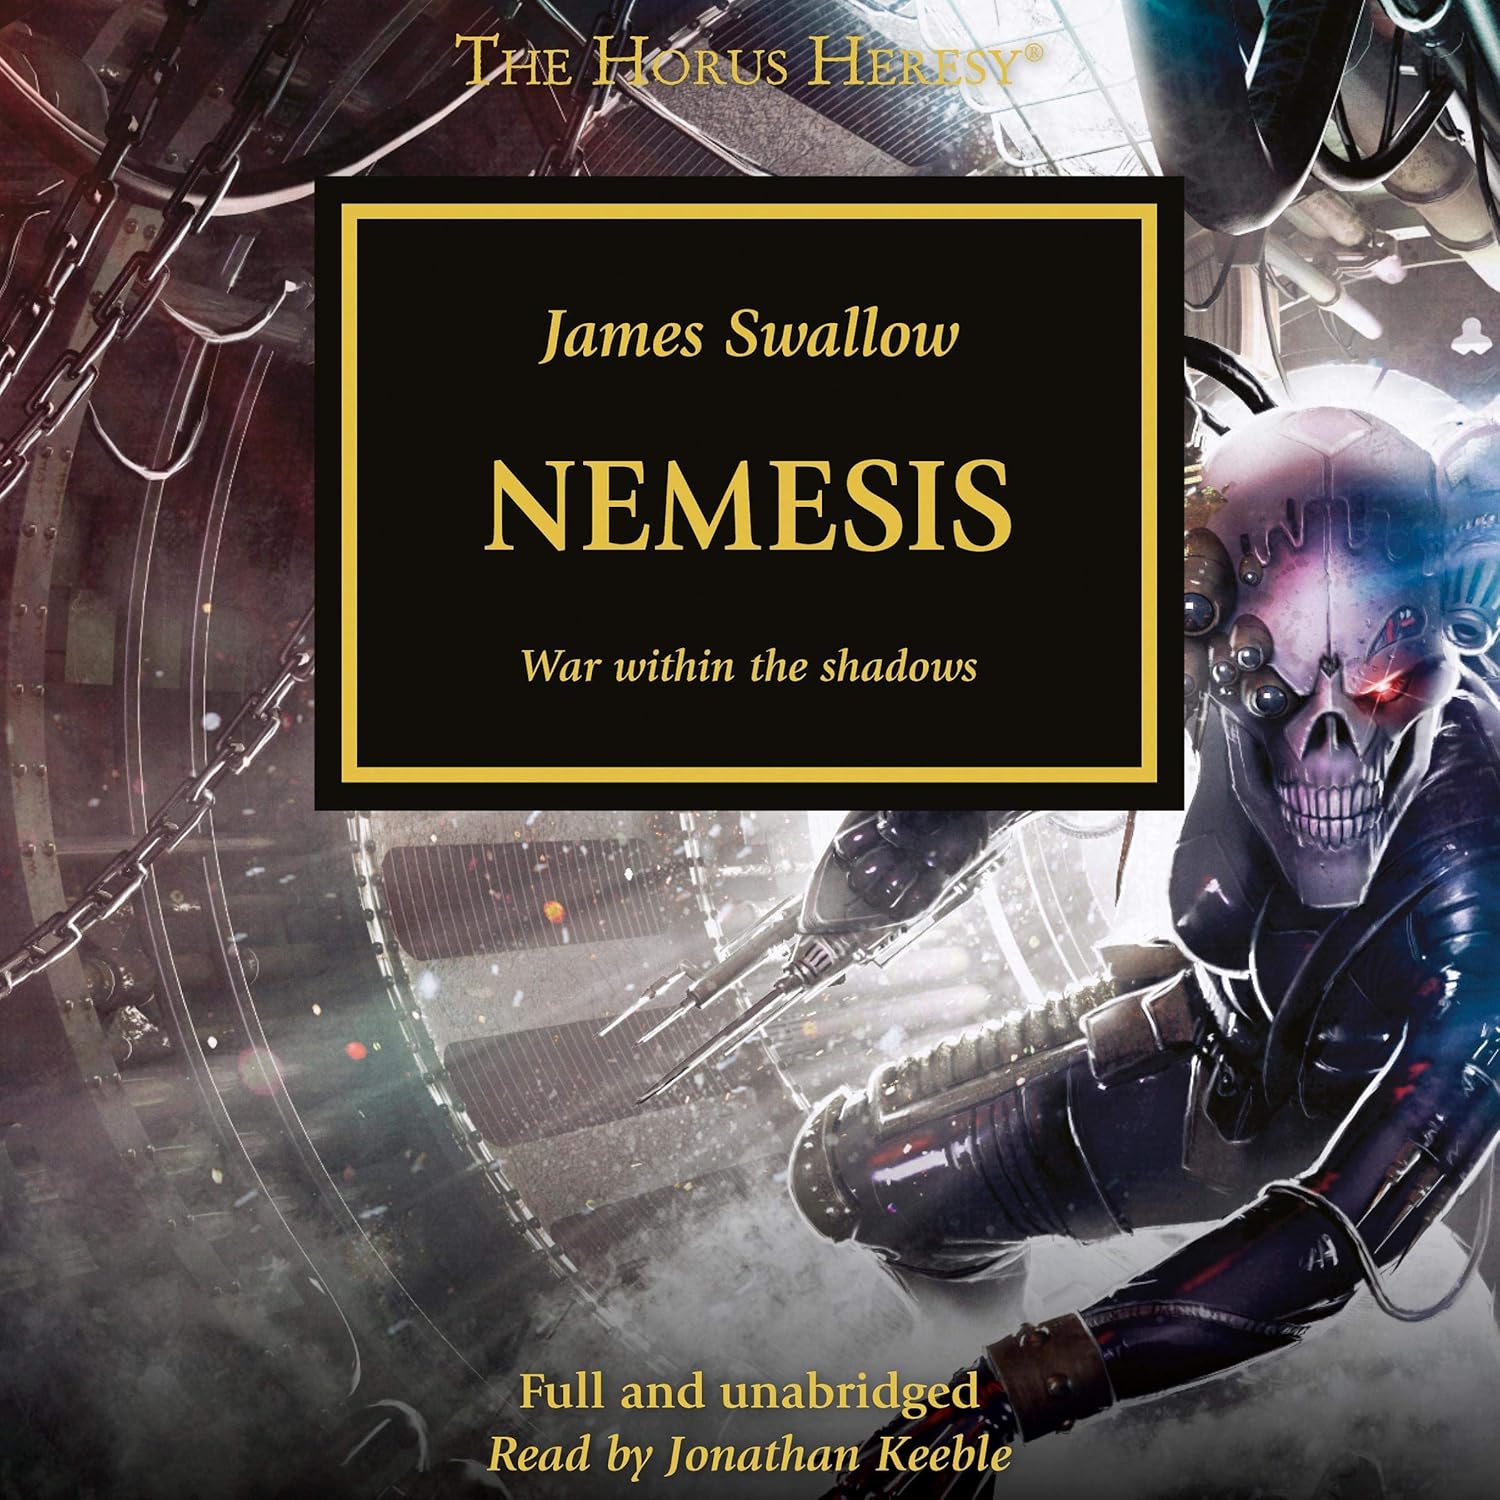 THE HORUS HERESY®
James Swallow
NEMESIS
War within the shadows
Full and unabridged
Read by Jonathan Keeble